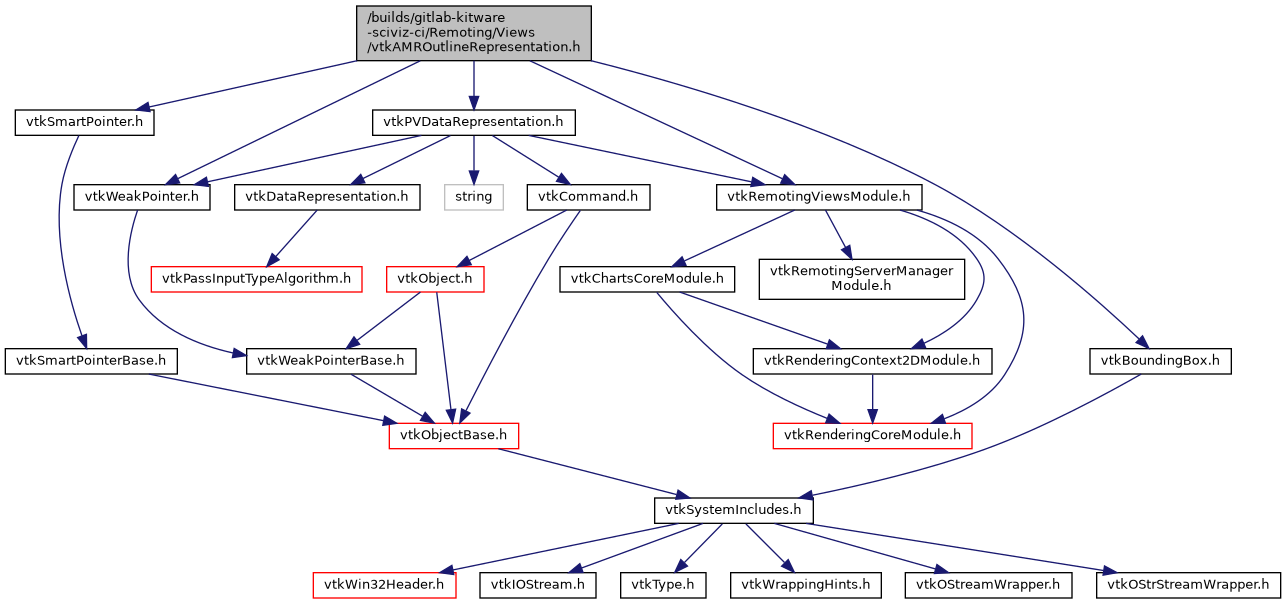 /builds/gitlab-kitware
-sciviz-ci/Remoting/Views
/vtkAMROutlineRepresentation.h
vtkSmartPointer.h
vtkPVDataRepresentation.h
vtkWeakPointer.h
vtkDataRepresentation.h
string
vtkCommand.h
vtkRemotingViewsModule.h
vtkPassInputTypeAlgorithm.h
vtkObject.h
vtkChartsCoreModule.h
vtkRemotingServerManager
Module.h
vtkSmartPointerBase.h
vtkWeakPointerBase.h
vtkRenderingContext2DModule.h
vtkBoundingBox.h
vtkObjectBase.h
vtkRenderingCoreModule.h
vtkSystemIncludes.h
vtkWin32Header.h
vtkIOStream.h
vtkType.h
vtkWrappingHints.h
vtkOStreamWrapper.h
vtkOStrStreamWrapper.h